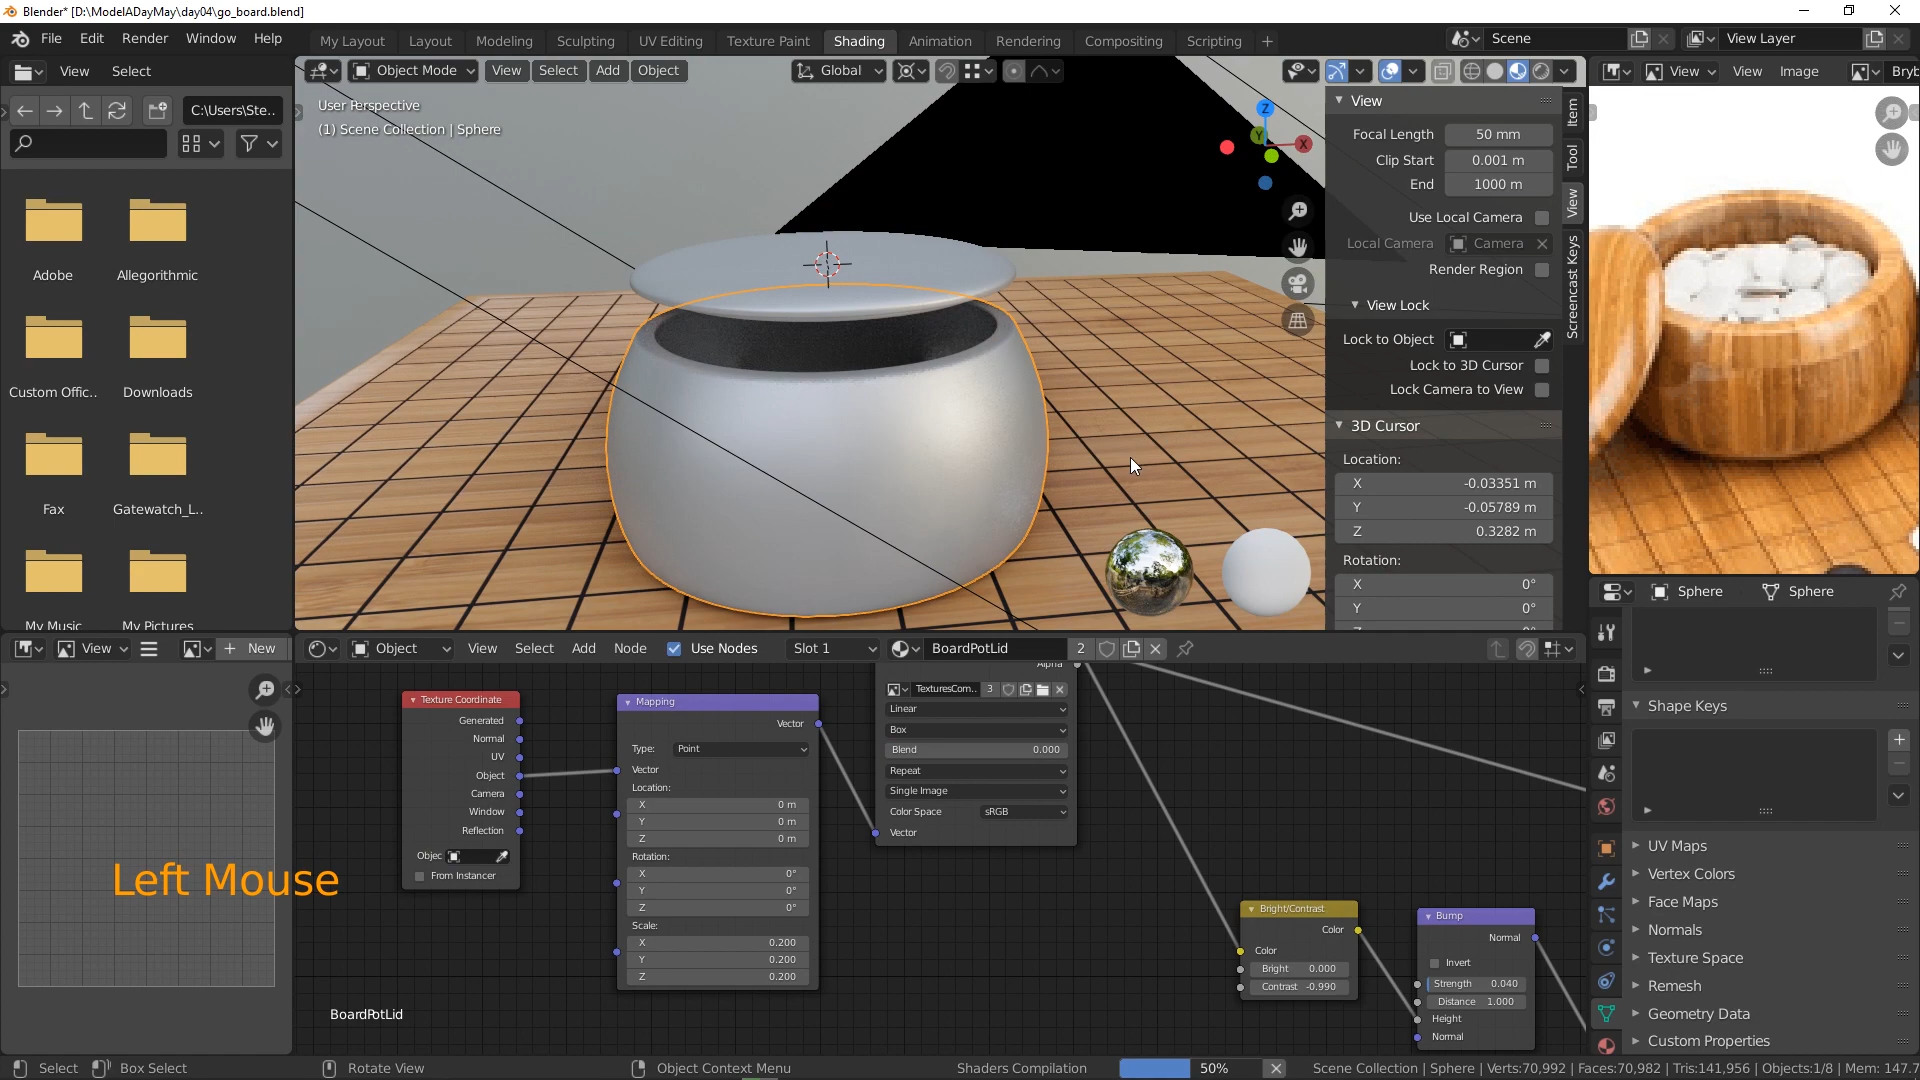 Blender* [D:\ModelADayMay\day04\go_board.blend]
File Edit Render Window Help
My Layout Layout Modeling Sculpting UV Editing Texture Paint Shading Animation Rendering Compositing Scripting
Scene
View Layer
View Select
Object Mode View Select Add Object
Global
View View Image
Bryb
C:\Users\Ste..
User Perspective
(1) Scene Collection | Sphere
Z
Y
X
Adobe
Allegorithmic
Custom Offic..
Downloads
Fax
Gatewatch_L..
My Music
My Pictures
View
Focal Length 50 mm
Clip Start 0.001 m
End 1000 m
Use Local Camera
Local Camera Camera
Render Region
View Lock
Lock to Object
Lock to 3D Cursor
Lock Camera to View
3D Cursor
Location:
X -0.03351 m
Y -0.05789 m
Z 0.3282 m
Rotation:
X 0°
Y 0°
Item
Tool
View
Screencast Keys
Sphere
Sphere
Shape Keys
UV Maps
Vertex Colors
Face Maps
Normals
Texture Space
Remesh
Geometry Data
Custom Properties
View
New
Object View Select Add Node Use Nodes Slot 1 BoardPotLid 2
Texture Coordinate
Generated
Normal
UV
Object
Camera
Window
Reflection
Objec
From Instancer
Mapping
Vector
Type: Point
Vector
Location:
X 0 m
Y 0 m
Z 0 m
Rotation:
X 0°
Y 0°
Z 0°
Scale:
X 0.200
Y 0.200
Z 0.200
Alpha
TexturesCom.. 3
Linear
Box
Blend 0.000
Repeat
Single Image
Color Space sRGB
Vector
Bright/Contrast
Color
Color
Bright 0.000
Contrast -0.990
Bump
Normal
Invert
Strength 0.040
Distance 1.000
Height
Normal
Left Mouse
BoardPotLid
Select Box Select Rotate View Object Context Menu Shaders Compilation 50% Scene Collection | Sphere | Verts:70,992 | Faces:70,982 | Tris:141,956 | Objects:1/8 | Mem: 147.7